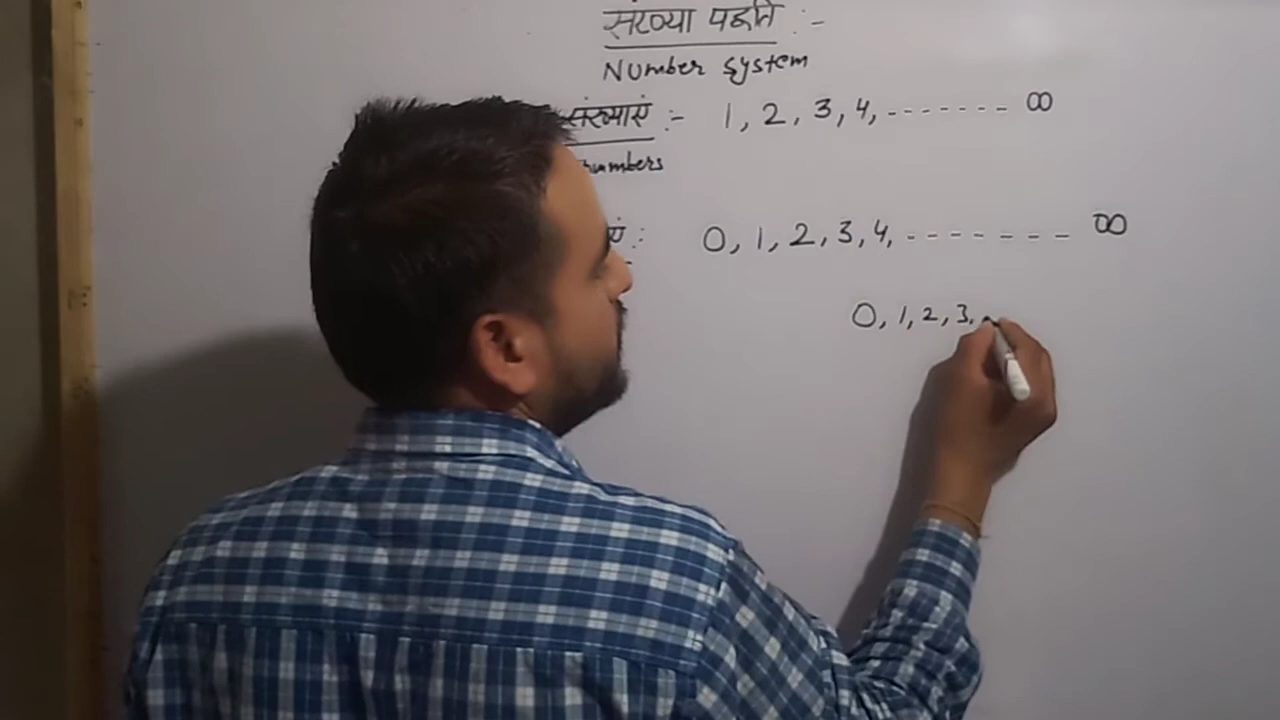 संख्या पद्धति :-
Number System
संख्याएं :- 1, 2, 3, 4, ------- ∞
numbers
0, 1, 2, 3, 4, ------- ∞
0, 1, 2, 3,